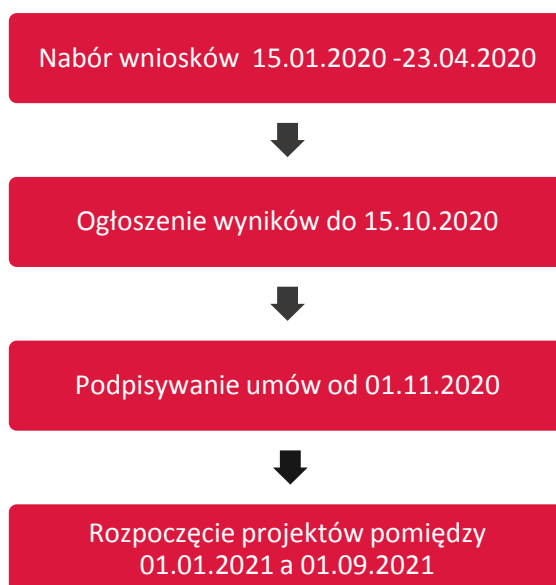 Nabór wniosków  15.01.2020 -23.04.2020
Ogłoszenie wyników do 15.10.2020
Podpisywanie umów od 01.11.2020
Rozpoczęcie projektów pomiędzy
01.01.2021 a 01.09.2021